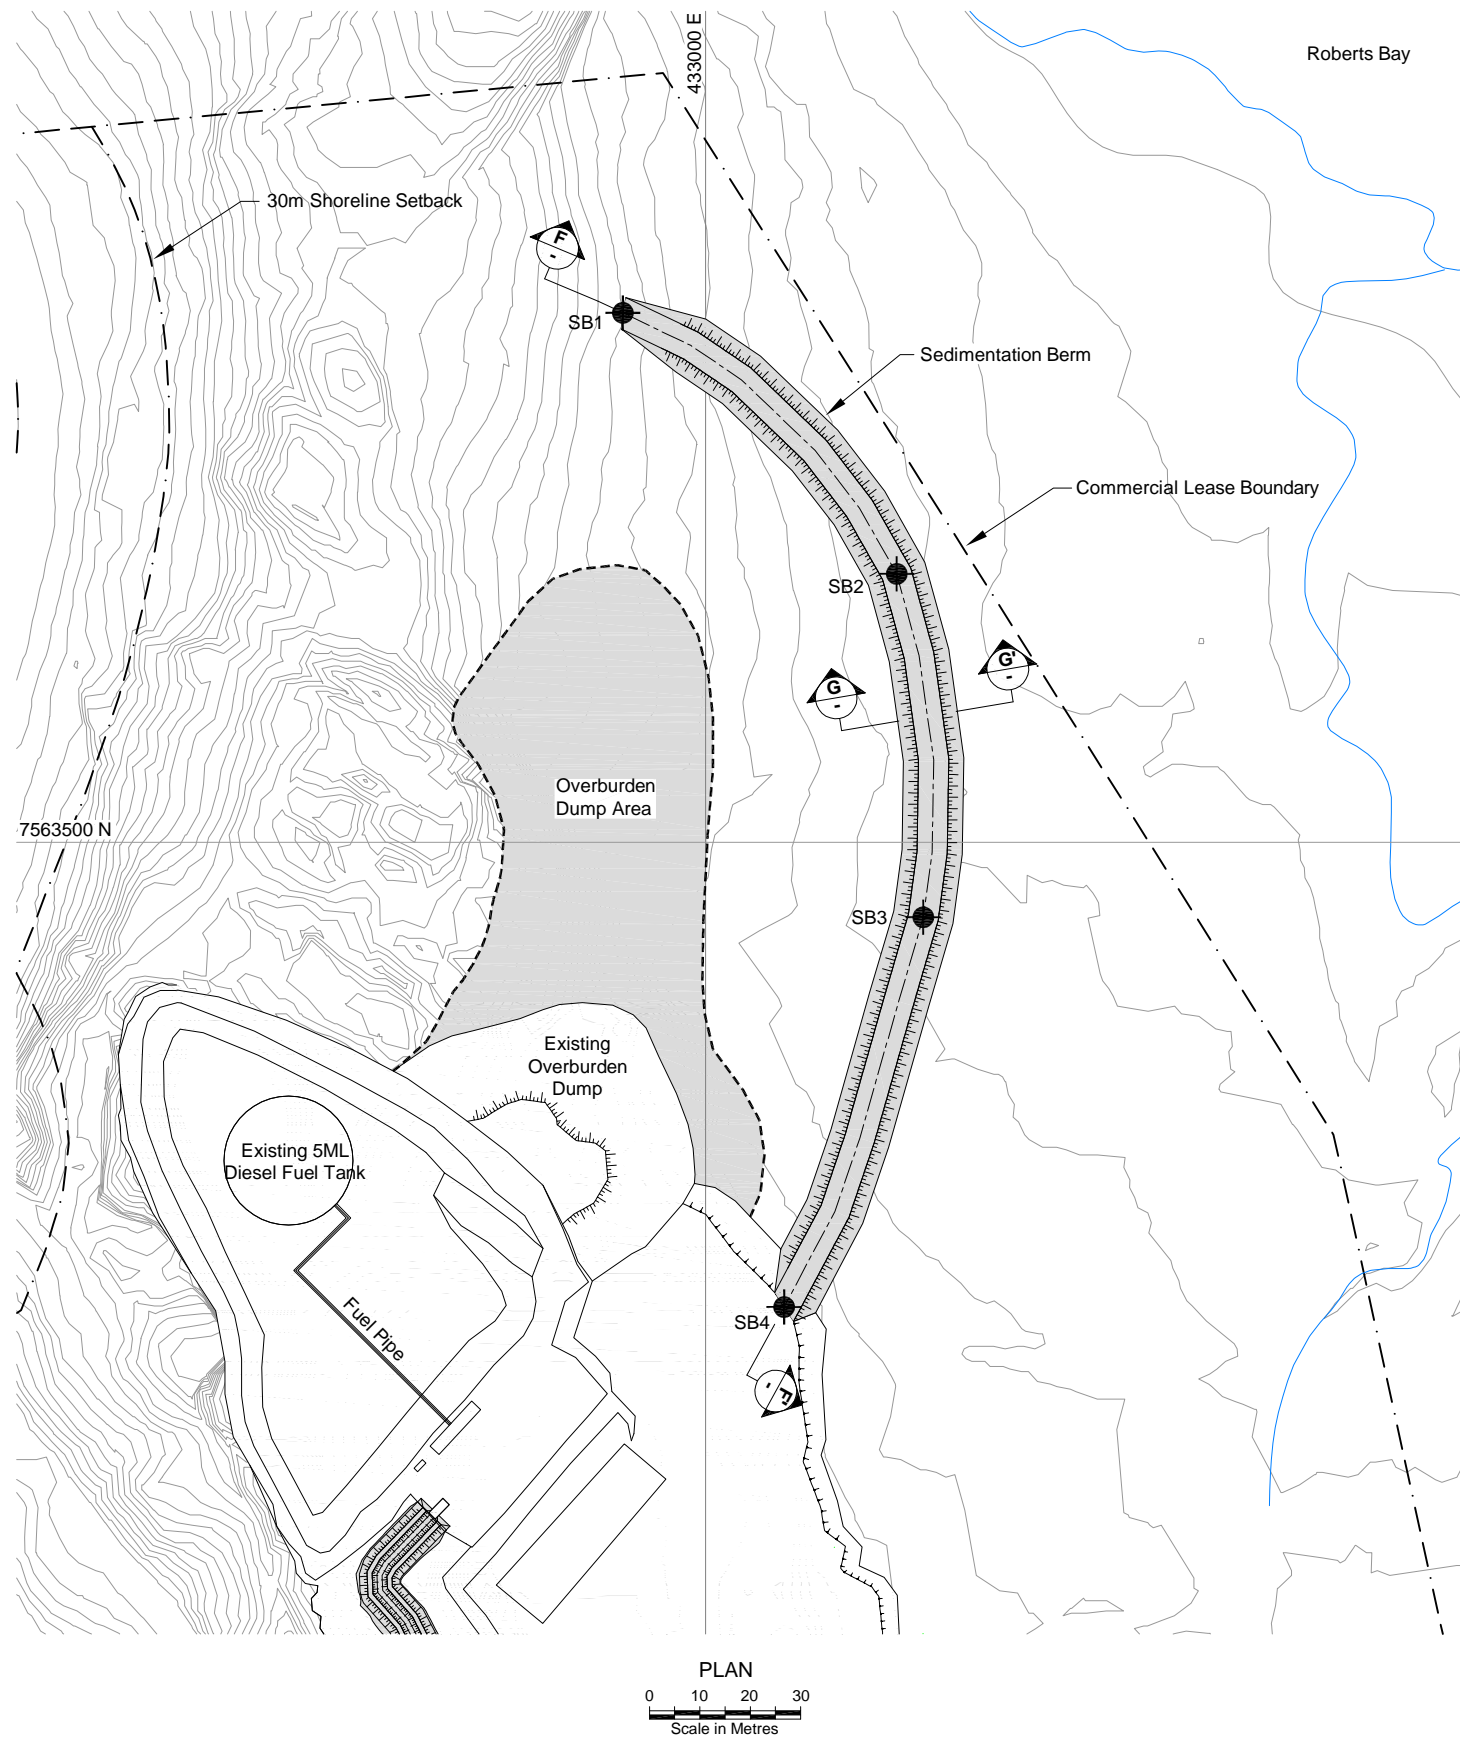 433000 E
Roberts Bay
30m Shoreline Setback
F
-
SB1
Sedimentation Berm
Commercial Lease Boundary
SB2
G
-
G'
-
Overburden
Dump Area
7563500 N
SB3
Existing
Overburden
Dump
Existing 5ML
Diesel Fuel Tank
Fuel Pipe
SB4
F'
-
PLAN
0 10 20 30
Scale in Metres